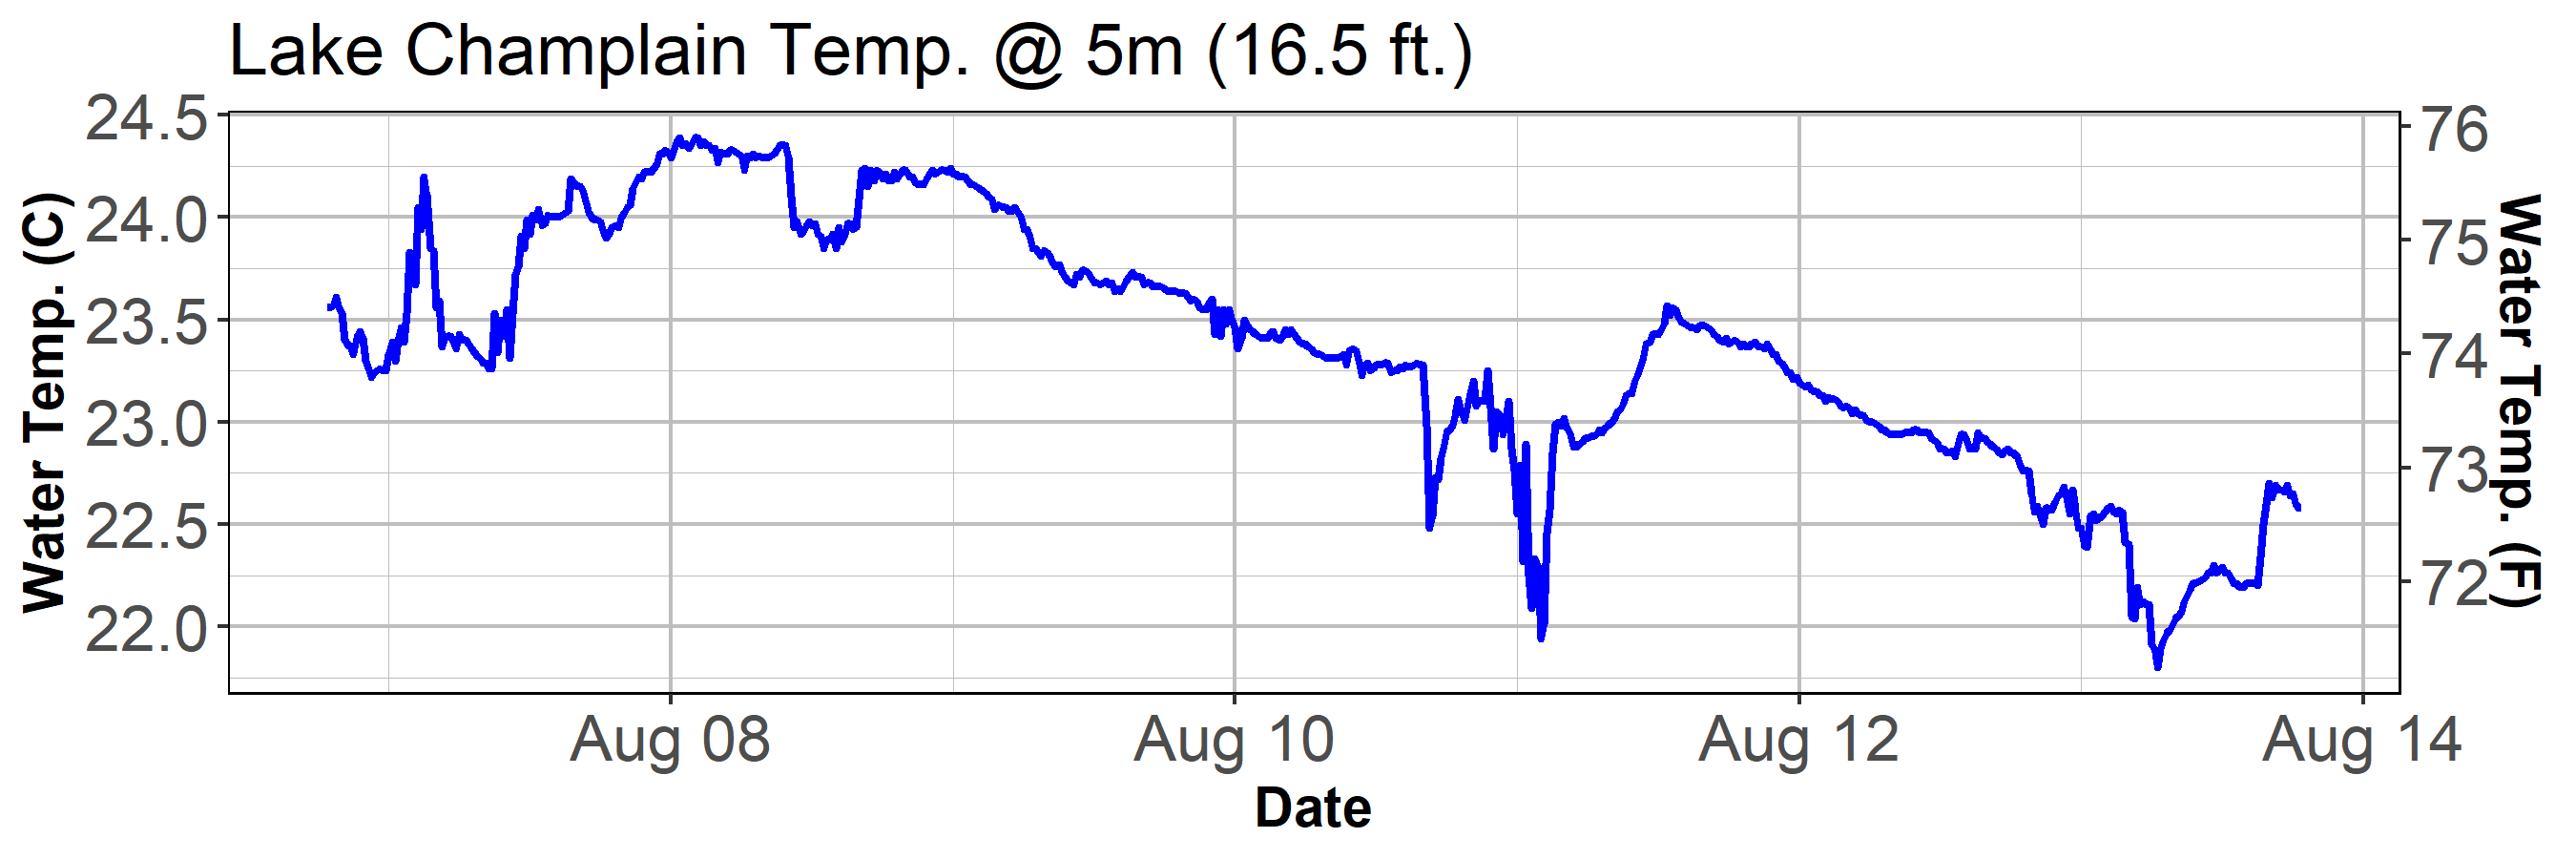 Lake Champlain Temp. @ 5m (16.5 ft.)
Water Temp. (C)
24.5
24.0
23.5
23.0
22.5
22.0
76
75
74
73
72
Water Temp. (F)
Aug 08
Aug 10
Aug 12
Aug 14
Date